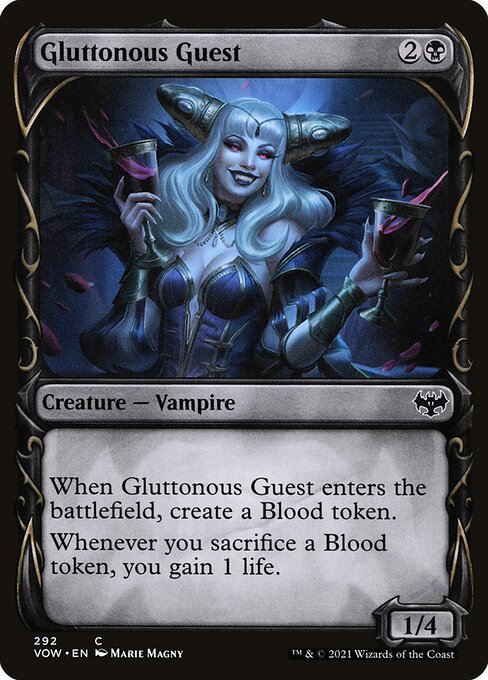 Gluttonous Guest 2
Creature — Vampire
When Gluttonous Guest enters the
battlefield, create a Blood token.
Whenever you sacrifice a Blood
token, you gain 1 life.
1/4
292 C
VOW • EN Marie Magny
™ & © 2021 Wizards of the Coast